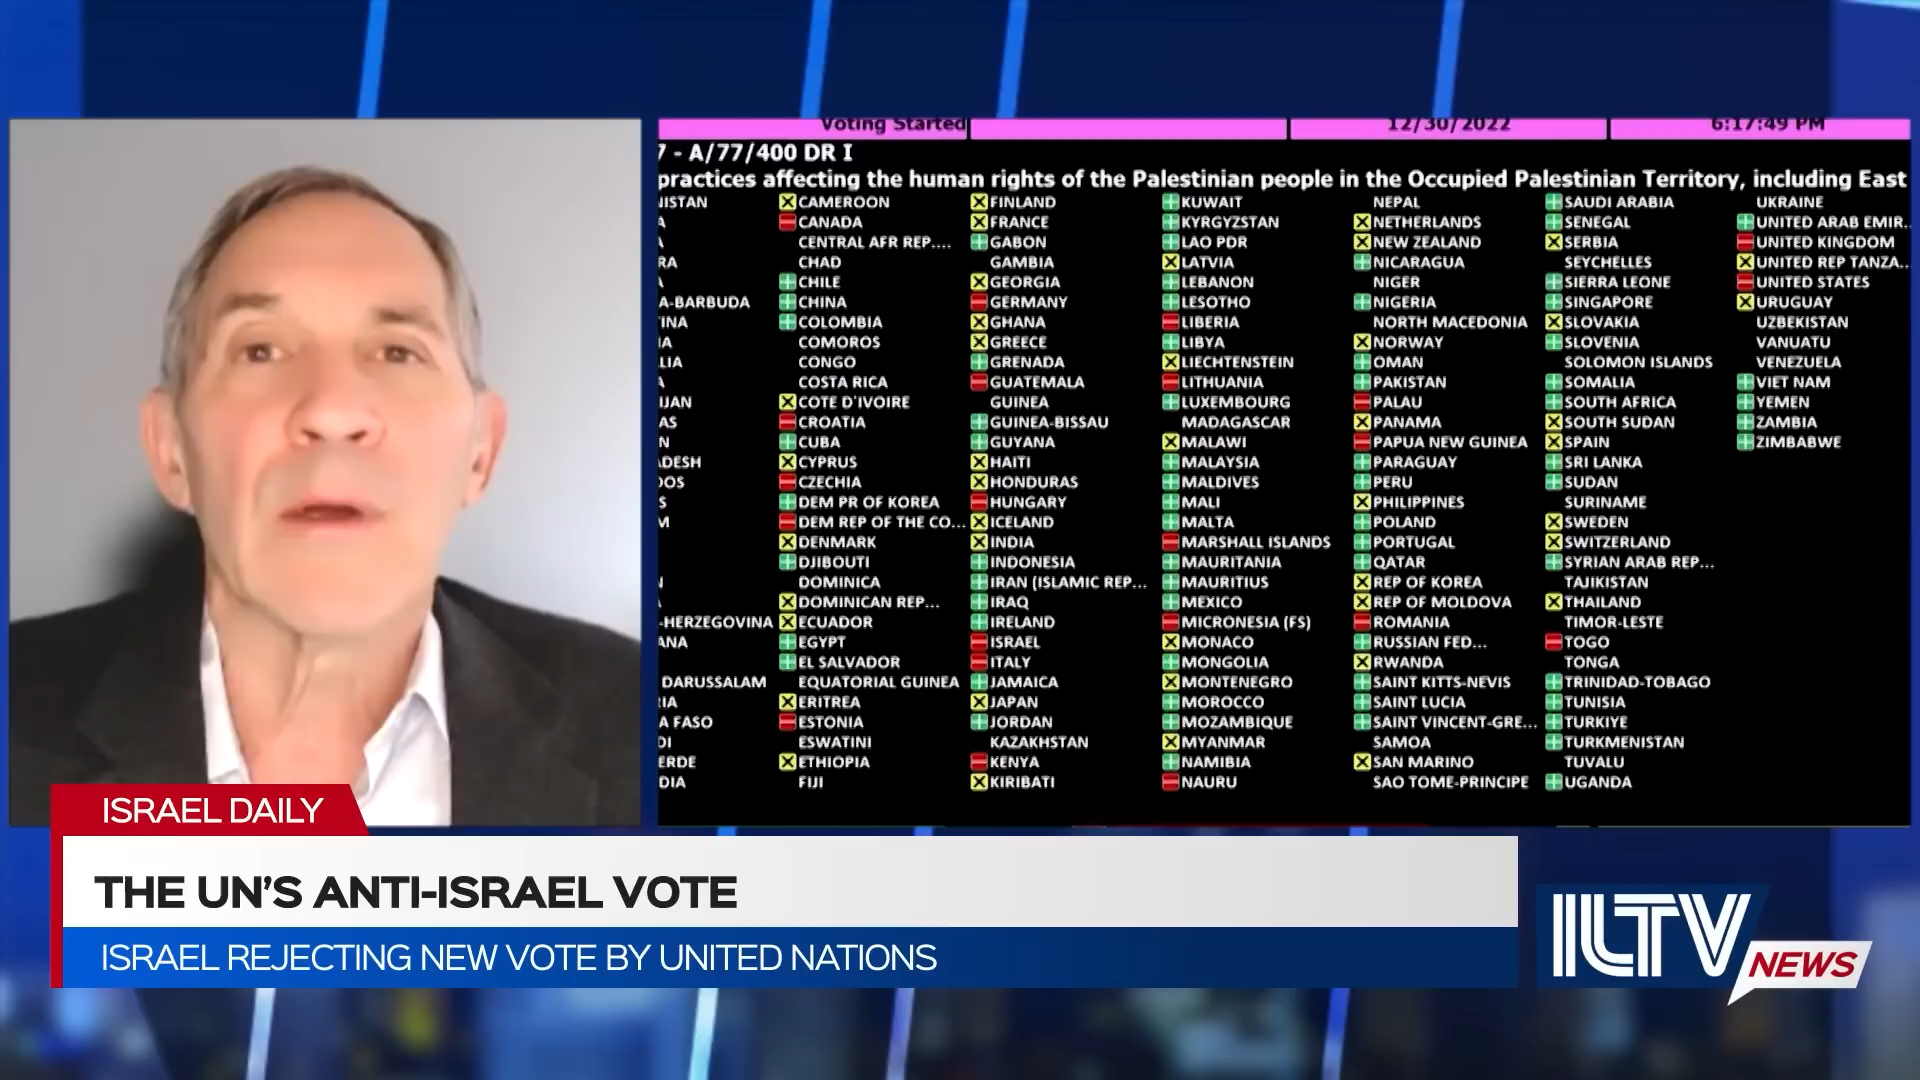 Voting Started 12/30/2022 6:17:49 PM
7 - A/77/400 DR I
practices affecting the human rights of the Palestinian people in the Occupied Palestinian Territory, including East
NISTAN CAMEROON FINLAND KUWAIT NEPAL SAUDI ARABIA UKRAINE
A CANADA FRANCE KYRGYZSTAN NETHERLANDS SENEGAL UNITED ARAB EMIR..
A CENTRAL AFR REP.... GABON LAO PDR NEW ZEALAND SERBIA UNITED KINGDOM
RA CHAD GAMBIA LATVIA NICARAGUA SEYCHELLES UNITED REP TANZA...
A CHILE GEORGIA LEBANON NIGER SIERRA LEONE UNITED STATES
A-BARBUDA CHINA GERMANY LESOTHO NIGERIA SINGAPORE URUGUAY
INA COLOMBIA GHANA LIBERIA NORTH MACEDONIA SLOVAKIA UZBEKISTAN
IA COMOROS GREECE LIBYA NORWAY SLOVENIA VANUATU
LIA CONGO GRENADA LIECHTENSTEIN OMAN SOLOMON ISLANDS VENEZUELA
A COSTA RICA GUATEMALA LITHUANIA PAKISTAN SOMALIA VIET NAM
IJAN COTE D'IVOIRE GUINEA LUXEMBOURG PALAU SOUTH AFRICA YEMEN
AS CROATIA GUINEA-BISSAU MADAGASCAR PANAMA SOUTH SUDAN ZAMBIA
N CUBA GUYANA MALAWI PAPUA NEW GUINEA SPAIN ZIMBABWE
DESH CYPRUS HAITI MALAYSIA PARAGUAY SRI LANKA
OS CZECHIA HONDURAS MALDIVES PERU SUDAN
S DEM PR OF KOREA HUNGARY MALI PHILIPPINES SURINAME
M DEM REP OF THE CO... ICELAND MALTA POLAND SWEDEN
DENMARK INDIA MARSHALL ISLANDS PORTUGAL SWITZERLAND
DJIBOUTI INDONESIA MAURITANIA QATAR SYRIAN ARAB REP...
N DOMINICA IRAN (ISLAMIC REP... MAURITIUS REP OF KOREA TAJIKISTAN
A DOMINICAN REP... IRAQ MEXICO REP OF MOLDOVA THAILAND
-HERZEGOVINA ECUADOR IRELAND MICRONESIA (FS) ROMANIA TIMOR-LESTE
ANA EGYPT ISRAEL MONACO RUSSIAN FED... TOGO
EL SALVADOR ITALY MONGOLIA RWANDA TONGA
DARUSSALAM EQUATORIAL GUINEA JAMAICA MONTENEGRO SAINT KITTS-NEVIS TRINIDAD-TOBAGO
IA ERITREA JAPAN MOROCCO SAINT LUCIA TUNISIA
A FASO ESTONIA JORDAN MOZAMBIQUE SAINT VINCENT-GRE... TURKIYE
DI ESWATINI KAZAKHSTAN MYANMAR SAMOA TURKMENISTAN
ERDE ETHIOPIA KENYA NAMIBIA SAN MARINO TUVALU
DIA FIJI KIRIBATI NAURU SAO TOME-PRINCIPE UGANDA
ISRAEL DAILY
THE UN'S ANTI-ISRAEL VOTE
ISRAEL REJECTING NEW VOTE BY UNITED NATIONS
ILTV NEWS